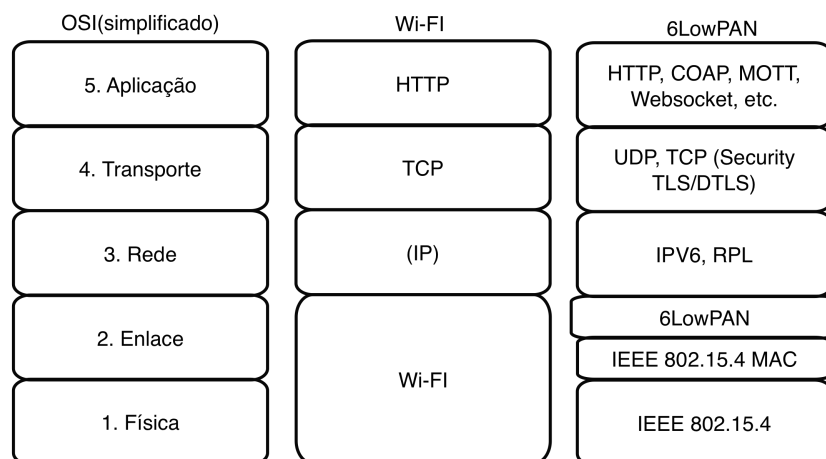 OSI(simplificado)
5. Aplicação
4. Transporte
3. Rede
2. Enlace
1. Física
Wi-FI
HTTP
TCP
(IP)
Wi-FI
6LowPAN
HTTP, COAP, MOTT,
Websocket, etc.
UDP, TCP (Security
TLS/DTLS)
IPV6, RPL
6LowPAN
IEEE 802.15.4 MAC
IEEE 802.15.4